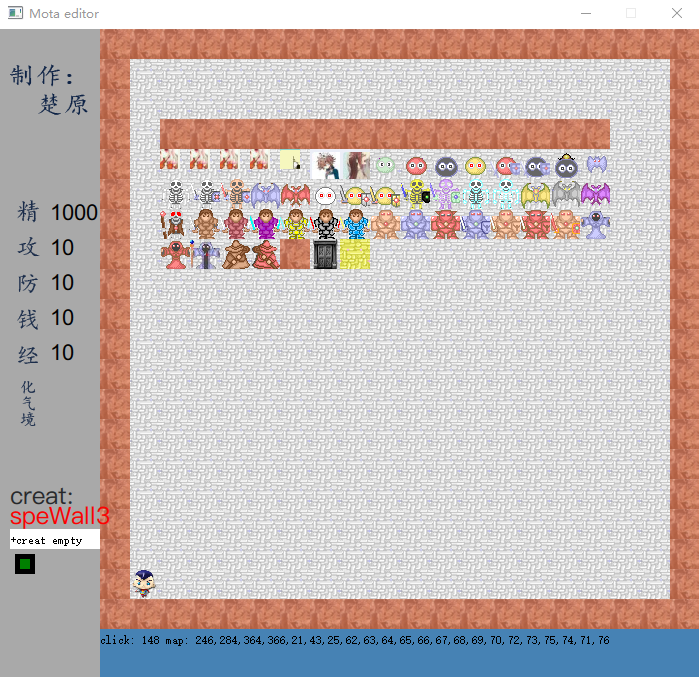 Mota editor
制作:
楚原
精 1000
攻 10
防 10
钱 10
经 10
化
气
境
creat:
speWall3
+creat empty
click: 148 map: 246,284,364,366,21,43,25,62,63,64,65,66,67,68,69,70,72,73,75,74,71,76